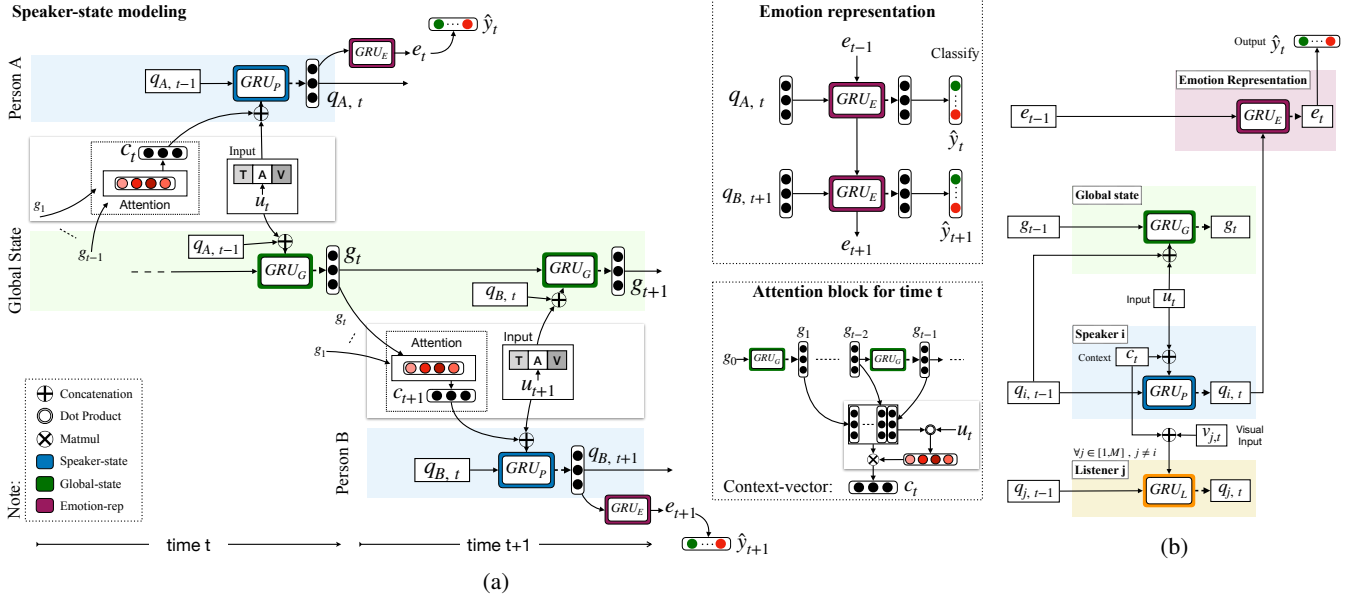 Speaker-state modeling
ŷ_t
GRU_E
e_t
Person A
q_{A, t-1}
GRU_P
q_{A, t}
c_t
Input
T A V
u_t
Attention
g_1
g_{t-1}
Global State
q_{A, t-1}
GRU_G
g_t
GRU_G
g_{t+1}
q_{B, t}
g_t
g_1
Attention
Input
T A V
u_{t+1}
c_{t+1}
Person B
q_{B, t}
GRU_P
q_{B, t+1}
GRU_E
e_{t+1}
ŷ_{t+1}
Note:
Concatenation
Dot Product
Matmul
Speaker-state
Global-state
Emotion-rep
time t
time t+1
(a)
Emotion representation
e_{t-1}
Classify
q_{A, t}
GRU_E
ŷ_t
q_{B, t+1}
GRU_E
ŷ_{t+1}
e_{t+1}
Attention block for time t
g_1
g_{t-2}
g_{t-1}
g_0
GRU_G
GRU_G
u_t
Context-vector:
c_t
Output
ŷ_t
Emotion Representation
e_{t-1}
GRU_E
e_t
Global state
g_{t-1}
GRU_G
g_t
Input
u_t
Speaker i
Context
c_t
q_{i, t-1}
GRU_P
q_{i, t}
v_{j,t}
Visual
Input
∀j ∈ [1,M] , j ≠ i
Listener j
q_{j, t-1}
GRU_L
q_{j, t}
(b)